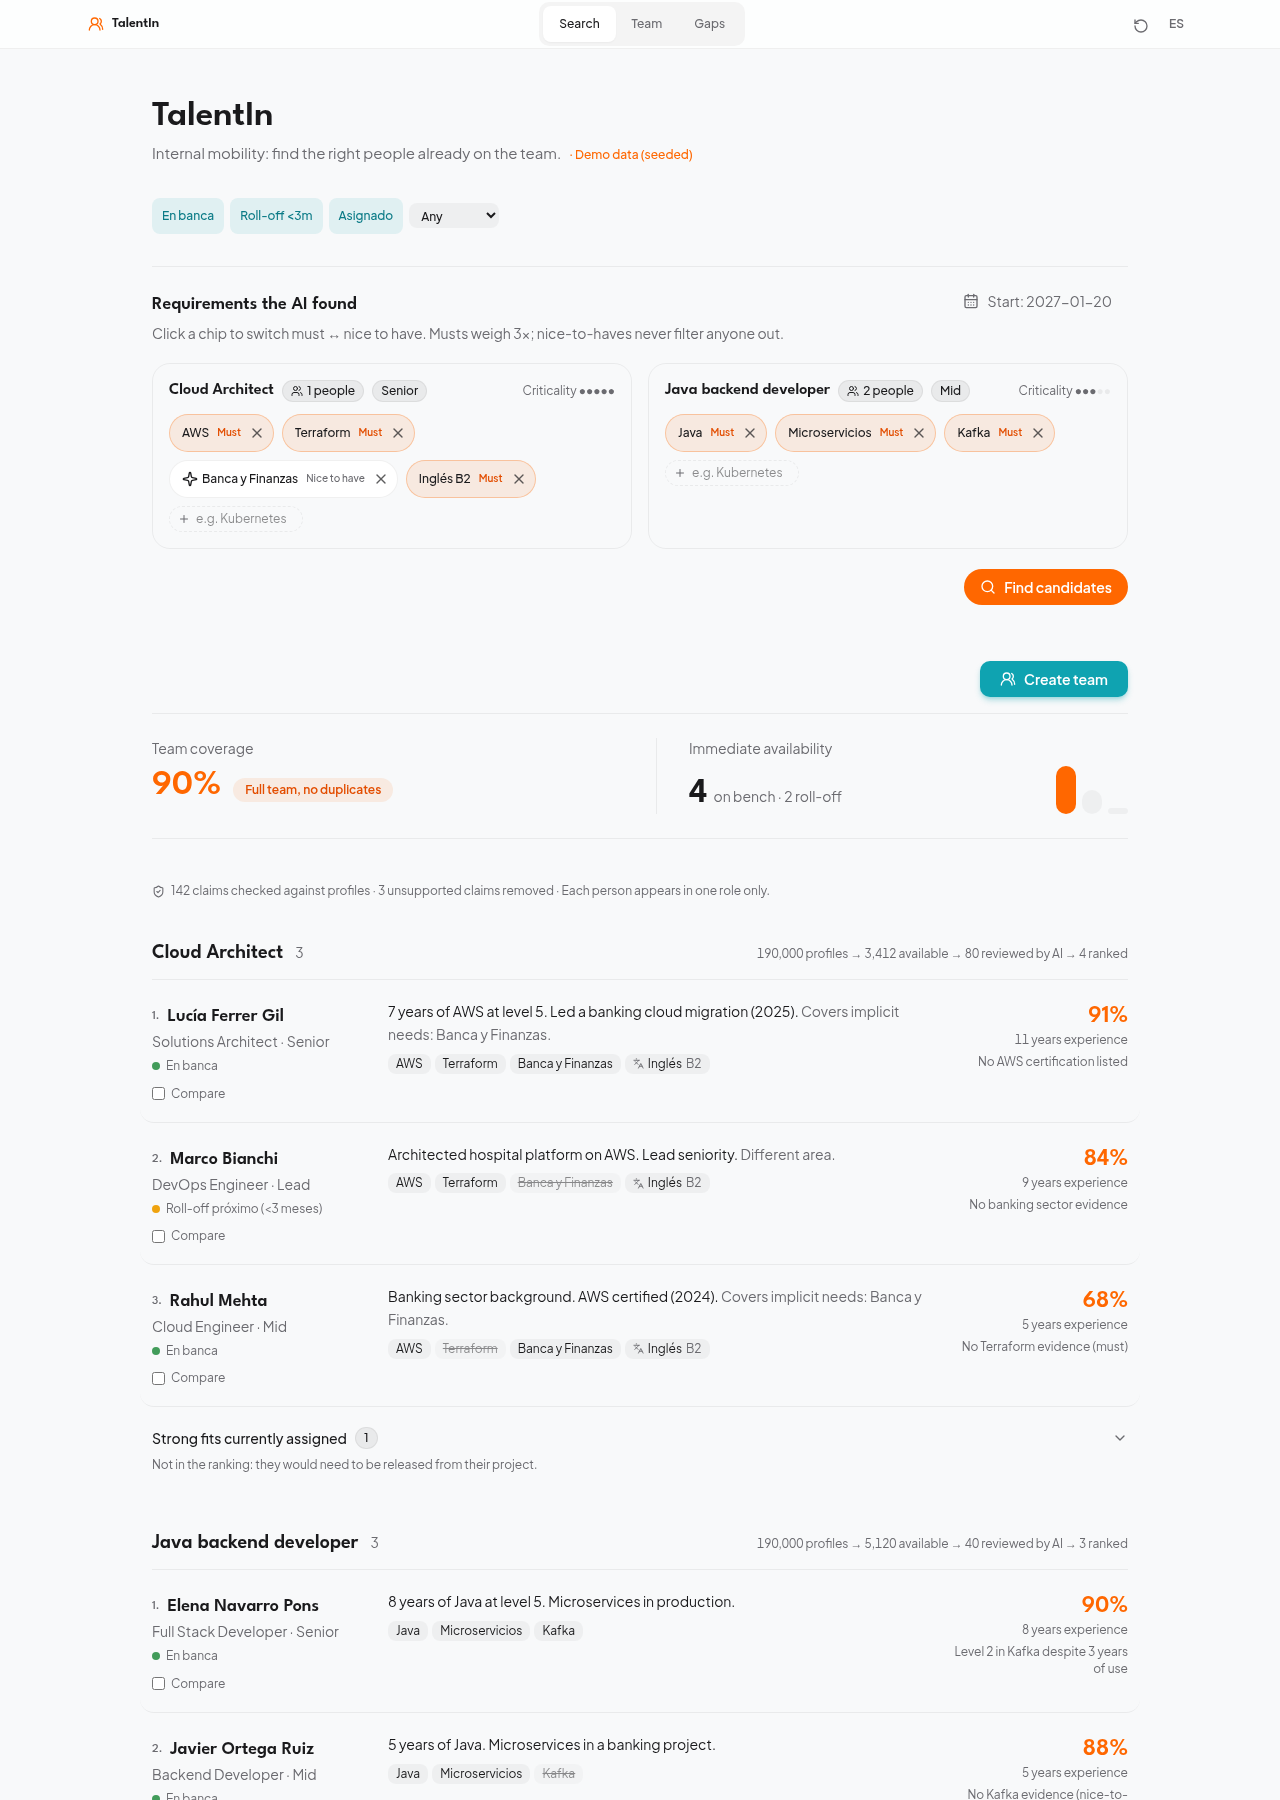 TalentIn
Search Team Gaps
ES
TalentIn
Internal mobility: find the right people already on the team. · Demo data (seeded)
En banca Roll-off <3m Asignado Any
Requirements the AI found
Start: 2027-01-20
Click a chip to switch must ↔ nice to have. Musts weigh 3×; nice-to-haves never filter anyone out.
Cloud Architect 1 people Senior Criticality ●●●●●
AWS Must × Terraform Must ×
Banca y Finanzas Nice to have × Inglés B2 Must ×
+ e.g. Kubernetes
Java backend developer 2 people Mid Criticality ●●●●●
Java Must × Microservicios Must × Kafka Must ×
+ e.g. Kubernetes
Find candidates
Create team
Team coverage
90% Full team, no duplicates
Immediate availability
4 on bench · 2 roll-off
142 claims checked against profiles · 3 unsupported claims removed · Each person appears in one role only.
Cloud Architect 3
190,000 profiles → 3,412 available → 80 reviewed by AI → 4 ranked
1. Lucía Ferrer Gil
Solutions Architect · Senior
En banca
Compare
7 years of AWS at level 5. Led a banking cloud migration (2025). Covers implicit
needs: Banca y Finanzas.
AWS Terraform Banca y Finanzas Inglés B2
91%
11 years experience
No AWS certification listed
2. Marco Bianchi
DevOps Engineer · Lead
Roll-off próximo (<3 meses)
Compare
Architected hospital platform on AWS. Lead seniority. Different area.
AWS Terraform Banca y Finanzas Inglés B2
84%
9 years experience
No banking sector evidence
3. Rahul Mehta
Cloud Engineer · Mid
En banca
Compare
Banking sector background. AWS certified (2024). Covers implicit needs: Banca y
Finanzas.
AWS Terraform Banca y Finanzas Inglés B2
68%
5 years experience
No Terraform evidence (must)
Strong fits currently assigned 1
Not in the ranking: they would need to be released from their project.
Java backend developer 3
190,000 profiles → 5,120 available → 40 reviewed by AI → 3 ranked
1. Elena Navarro Pons
Full Stack Developer · Senior
En banca
Compare
8 years of Java at level 5. Microservices in production.
Java Microservicios Kafka
90%
8 years experience
Level 2 in Kafka despite 3 years
of use
2. Javier Ortega Ruiz
Backend Developer · Mid
En banca
5 years of Java. Microservices in a banking project.
Java Microservicios Kafka
88%
5 years experience
No Kafka evidence (nice-to-